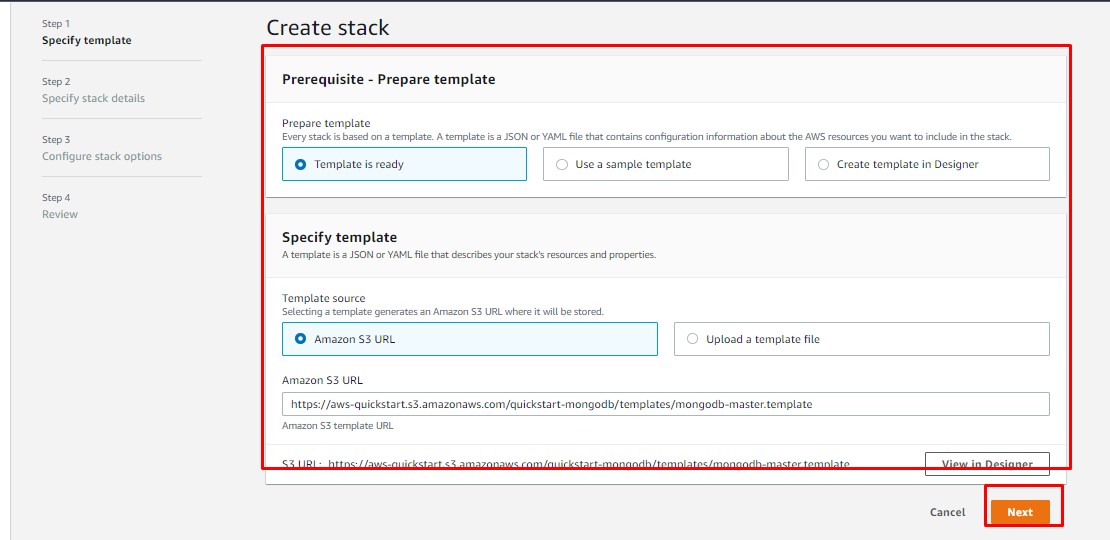 Step 1
Specify template
Step 2
Specify stack details
Step 3
Configure stack options
Step 4
Review
Create stack
Prerequisite - Prepare template
Prepare template
Every stack is based on a template. A template is a JSON or YAML file that contains configuration information about the AWS resources you want to include in the stack.
Template is ready
Use a sample template
Create template in Designer
Specify template
A template is a JSON or YAML file that describes your stack's resources and properties.
Template source
Selecting a template generates an Amazon S3 URL where it will be stored.
Amazon S3 URL
Upload a template file
Amazon S3 URL
https://aws-quickstart.s3.amazonaws.com/quickstart-mongodb/templates/mongodb-master.template
Amazon S3 template URL
S3 URL: https://aws-quickstart.s3.amazonaws.com/quickstart-mongodb/templates/mongodb-master.template
View in Designer
Cancel
Next